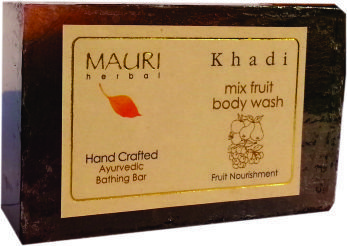 MAURI
herbal
Hand Crafted
Ayurvedic
Bathing Bar
Khadi
mix fruit
body wash
Fruit Nourishment